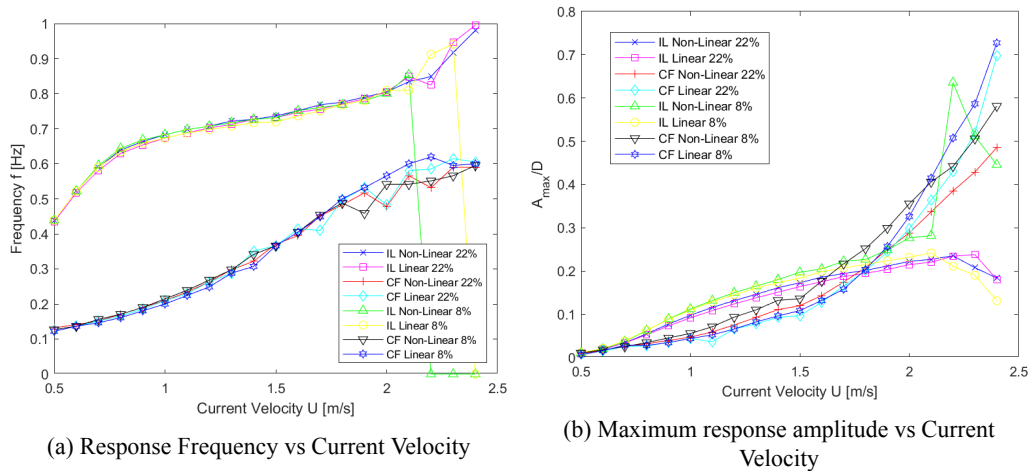 1
0.9
0.8
0.7
0.6
0.5
0.4
0.3
0.2
0.1
0
Frequency f [Hz]
0.5 1 1.5 2 2.5
Current Velocity U [m/s]
IL Non-Linear 22%
IL Linear 22%
CF Non-Linear 22%
CF Linear 22%
IL Non-Linear 8%
IL Linear 8%
CF Non-Linear 8%
CF Linear 8%
(a) Response Frequency vs Current Velocity
0.8
0.7
0.6
0.5
0.4
0.3
0.2
0.1
0
A_max/D
0.5 1 1.5 2 2.5
Current Velocity U [m/s]
IL Non-Linear 22%
IL Linear 22%
CF Non-Linear 22%
CF Linear 22%
IL Non-Linear 8%
IL Linear 8%
CF Non-Linear 8%
CF Linear 8%
(b) Maximum response amplitude vs Current
Velocity